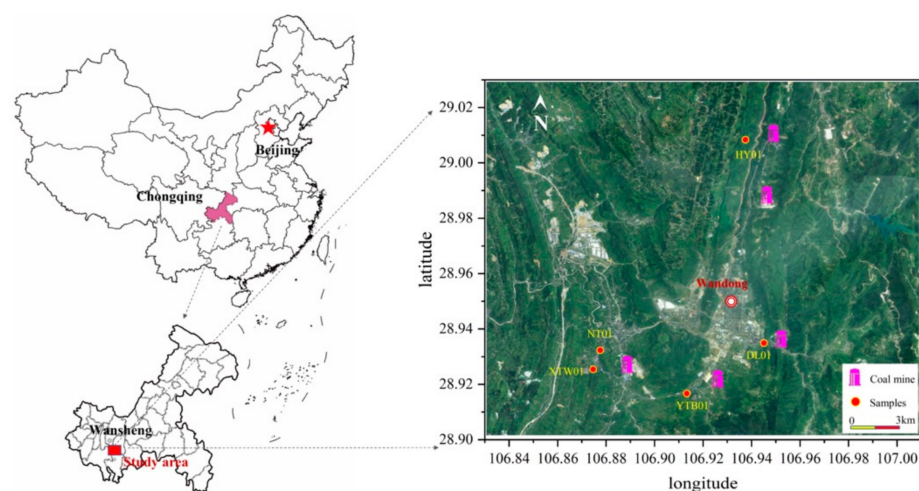 Beijing
Chongqing
Wansheng
Study area
latitude
29.02
29.00
28.98
28.96
28.94
28.92
28.90
N
HY01
Wandong
NT01
DL01
XTW01
YTB01
Coal mine
Samples
0 3km
106.84 106.86 106.88 106.90 106.92 106.94 106.96 106.98 107.00
longitude